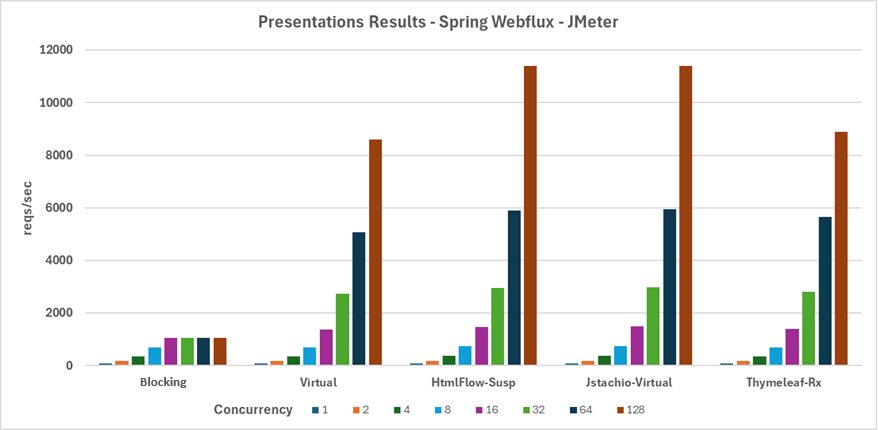 Presentations Results - Spring Webflux - JMeter
12000
10000
8000
6000
4000
2000
0
reqs/sec
Blocking Virtual HtmlFlow-Susp Jstachio-Virtual Thymeleaf-Rx
Concurrency 1 2 4 8 16 32 64 128